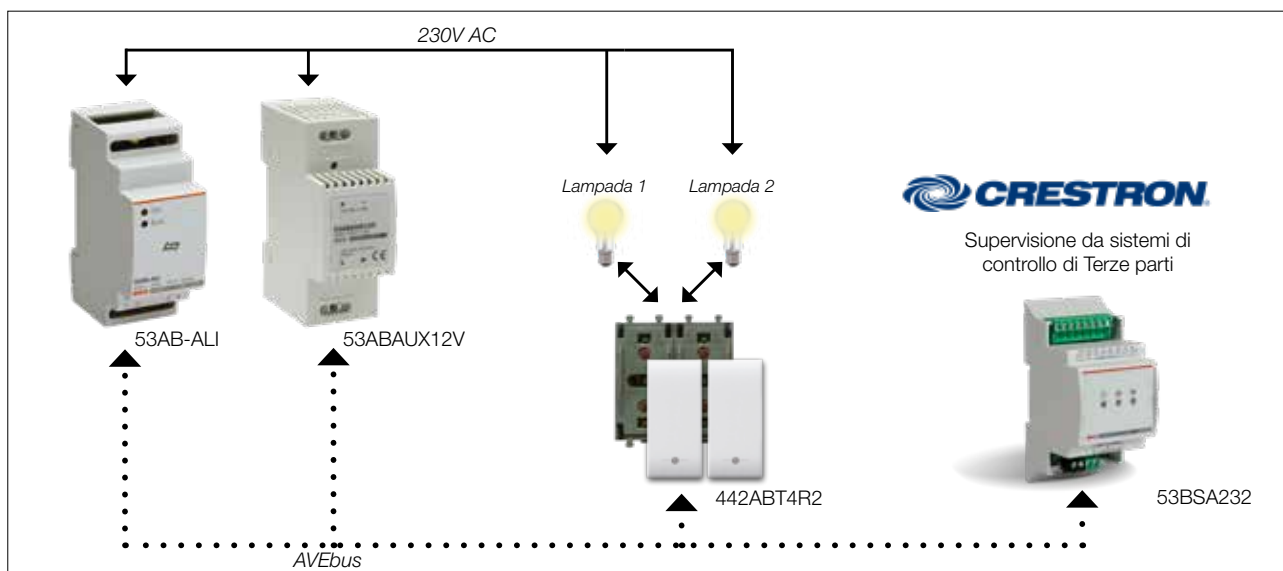 230V AC
Lampada 1
Lampada 2
CRESTRON
Supervisione da sistemi di
controllo di Terze parti
53AB-ALI
53ABAUX12V
442ABT4R2
53BSA232
AVEbus